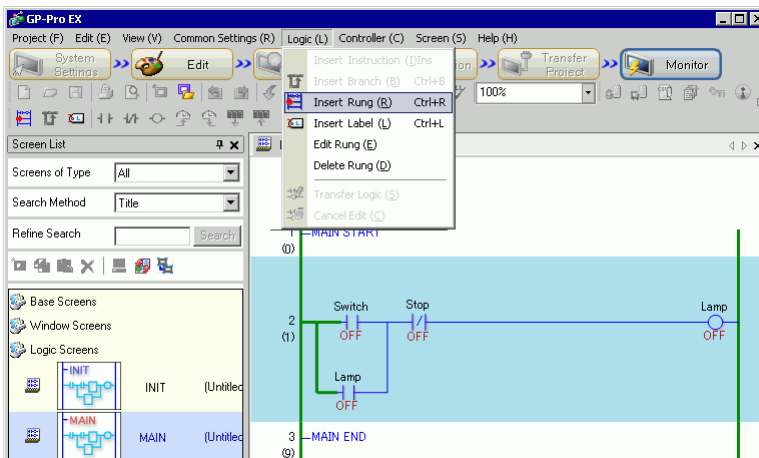 GP-Pro EX
Project (F) Edit (E) View (V) Common Settings (R) Logic (L) Controller (C) Screen (S) Help (H)
System Settings
Edit
Transfer Project
Monitor
Insert Instruction (I)Ins
Insert Branch (B) Ctrl+B
Insert Rung (R) Ctrl+R
Insert Label (L) Ctrl+L
Edit Rung (E)
Delete Rung (D)
Transfer Logic (S)
Cancel Edit (C)
100%
Screen List
Screens of Type All
Search Method Title
Refine Search Search
Base Screens
Window Screens
Logic Screens
INIT
INIT (Untitled
MAIN
MAIN (Untitled
1 MAIN START
(0)
Switch Stop Lamp
2
(1) OFF OFF OFF
Lamp
OFF
3 MAIN END
(9)